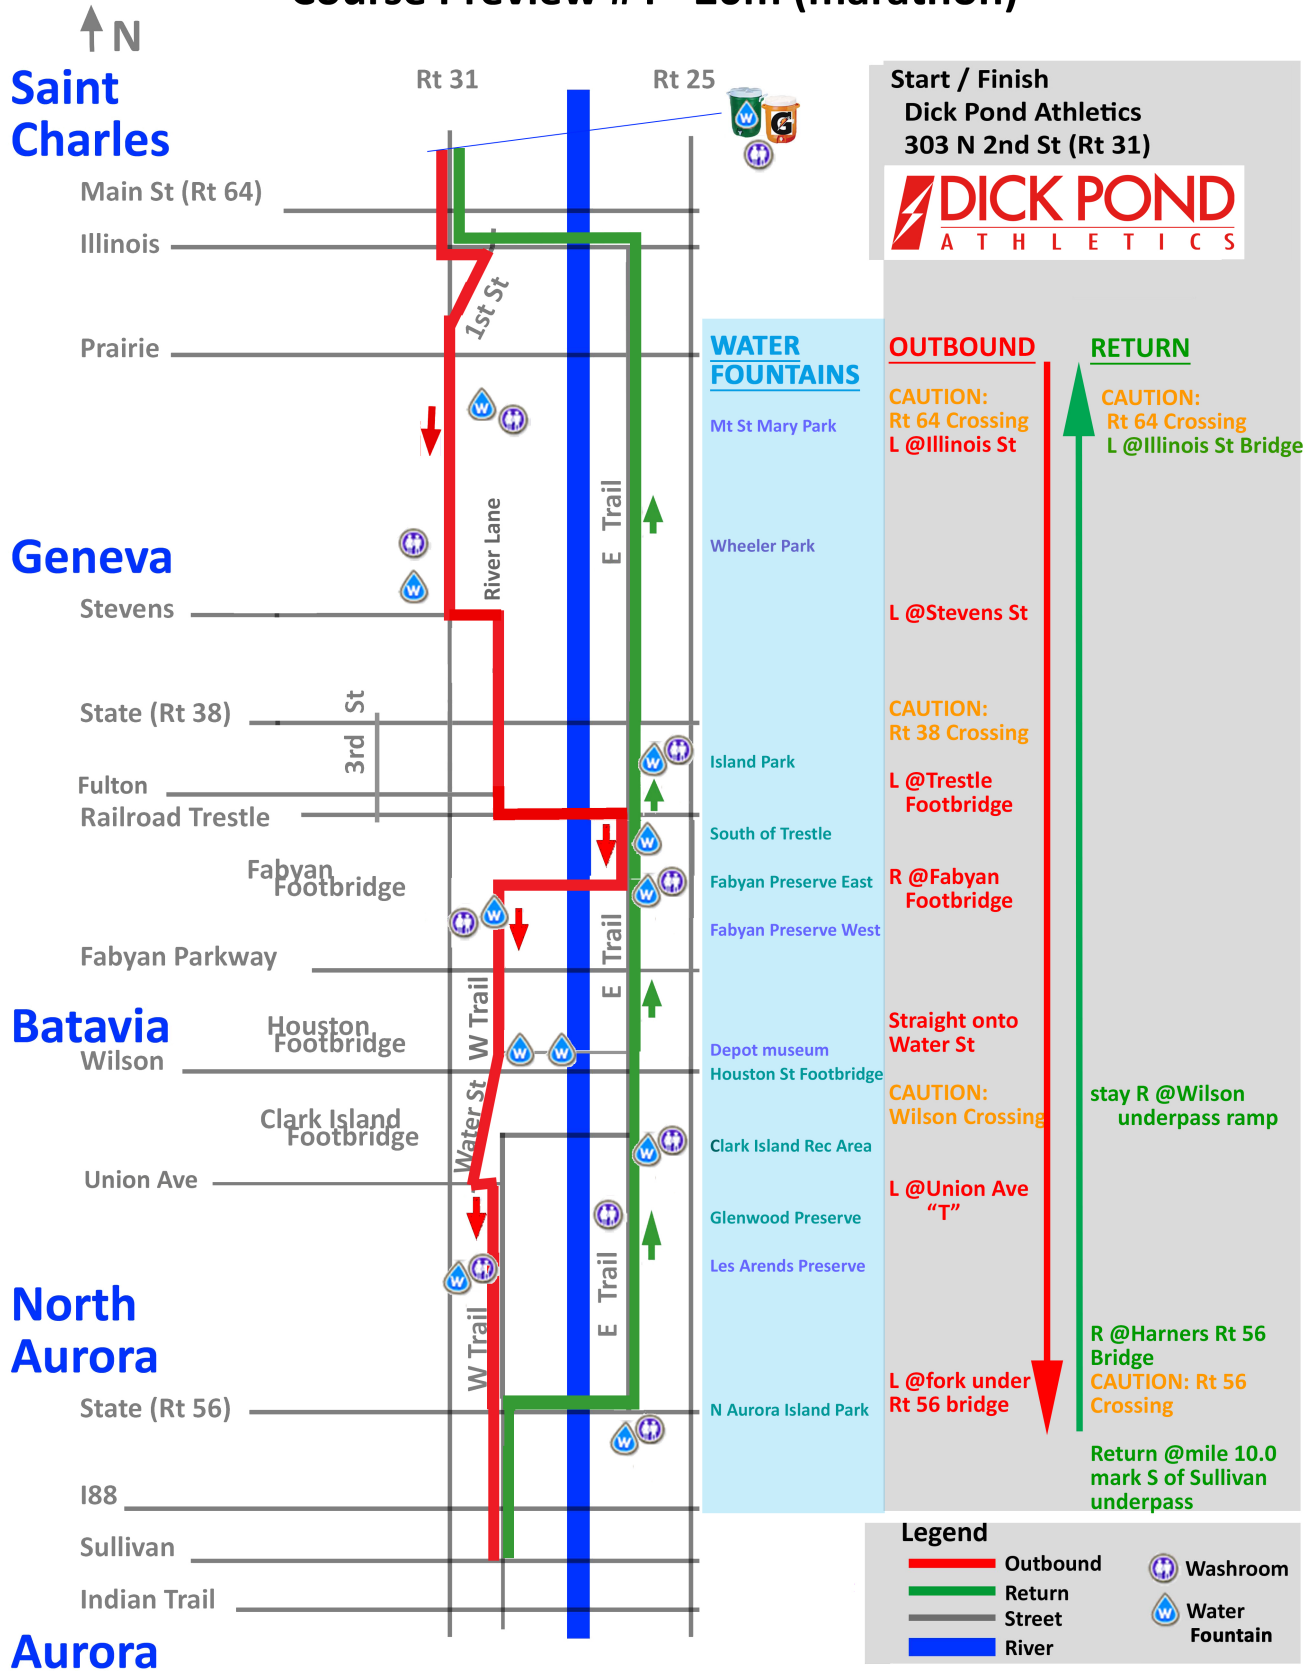 N
Saint
Charles
Rt 31
Rt 25
W
G
Start / Finish
Dick Pond Athletics
303 N 2nd St (Rt 31)
DICK POND
ATHLETICS
Main St (Rt 64)
Illinois
1st St
Prairie
WATER
FOUNTAINS
OUTBOUND
RETURN
CAUTION:
Rt 64 Crossing
L @Illinois St
CAUTION:
Rt 64 Crossing
L @Illinois St Bridge
W
Mt St Mary Park
E Trail
River Lane
Geneva
W
Wheeler Park
Stevens
L @Stevens St
State (Rt 38)
3rd St
CAUTION:
Rt 38 Crossing
W
Island Park
Fulton
Railroad Trestle
L @Trestle
Footbridge
W
South of Trestle
Fabyan
Footbridge
W
Fabyan Preserve East
R @Fabyan
Footbridge
W
Fabyan Preserve West
E Trail
Fabyan Parkway
W Trail
Batavia
Houston
Footbridge
Wilson
W
W
Depot museum
Houston St Footbridge
Straight onto
Water St
CAUTION:
Wilson Crossing
stay R @Wilson
underpass ramp
Water St
Clark Island
Footbridge
W
Clark Island Rec Area
Union Ave
L @Union Ave
“T”
Glenwood Preserve
W
Les Arends Preserve
E Trail
W Trail
North
Aurora
State (Rt 56)
L @fork under
Rt 56 bridge
R @Harners Rt 56
Bridge
CAUTION: Rt 56
Crossing
W
N Aurora Island Park
Return @mile 10.0
mark S of Sullivan
underpass
I88
Sullivan
Indian Trail
Aurora
Legend
Outbound
Return
Street
River
Washroom
W
Water
Fountain